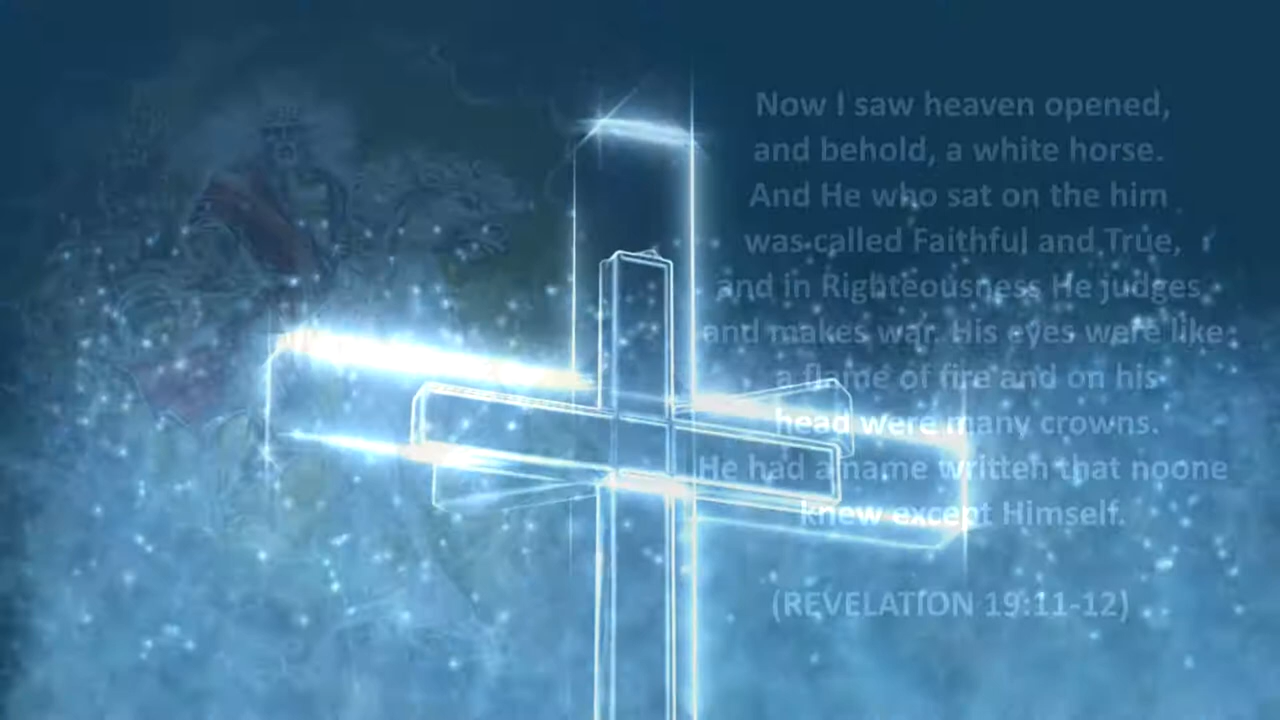 Now I saw heaven opened,
and behold, a white horse.
And He who sat on the him
was called Faithful and True,
and in Righteousness He judges
and makes war. His eyes were like
a flame of fire and on his
head were many crowns.
He had a name written that noone
knew except Himself.
(REVELATION 19:11-12)